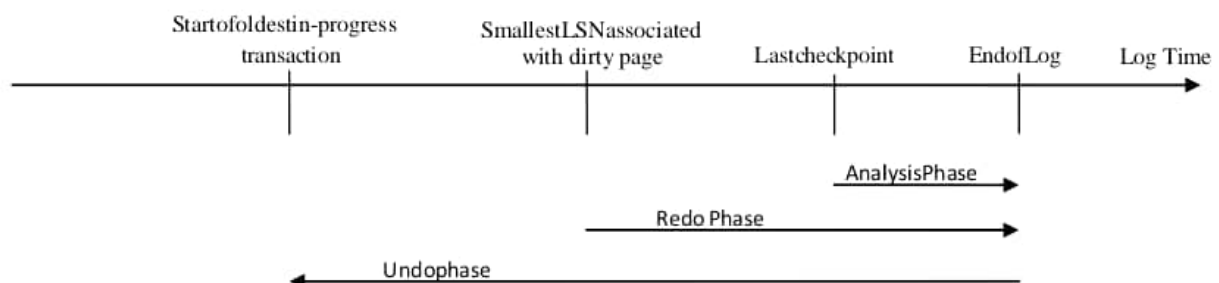 Startofoldestin-progress
transaction
SmallestLSNassociated
with dirty page
Lastcheckpoint
EndofLog
Log Time
AnalysisPhase
Redo Phase
Undophase